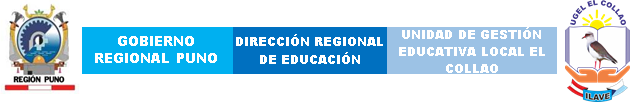 REGIÓN PUNO
GOBIERNO
REGIONAL PUNO
DIRECCIÓN REGIONAL
DE EDUCACIÓN
UNIDAD DE GESTIÓN
EDUCATIVA LOCAL EL
COLLAO
UGEL EL COLLAO
ILAVE